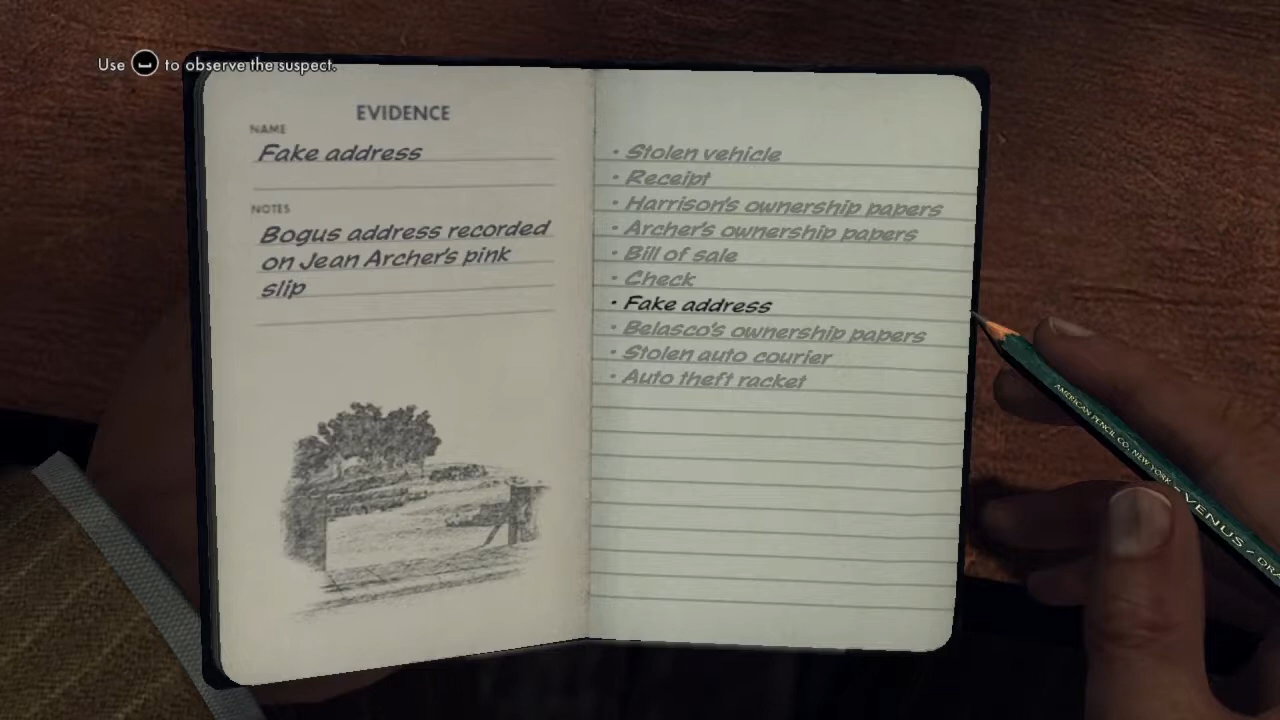 Use to observe the suspect.
EVIDENCE
NAME
Fake address
NOTES
Bogus address recorded
on Jean Archer's pink
slip
• Stolen vehicle
• Receipt
• Harrison's ownership papers
• Archer's ownership papers
• Bill of sale
• Check
• Fake address
• Belasco's ownership papers
• Stolen auto courier
• Auto theft racket
AMERICAN PENCIL CO. NEW YORK = VENUS / DRA